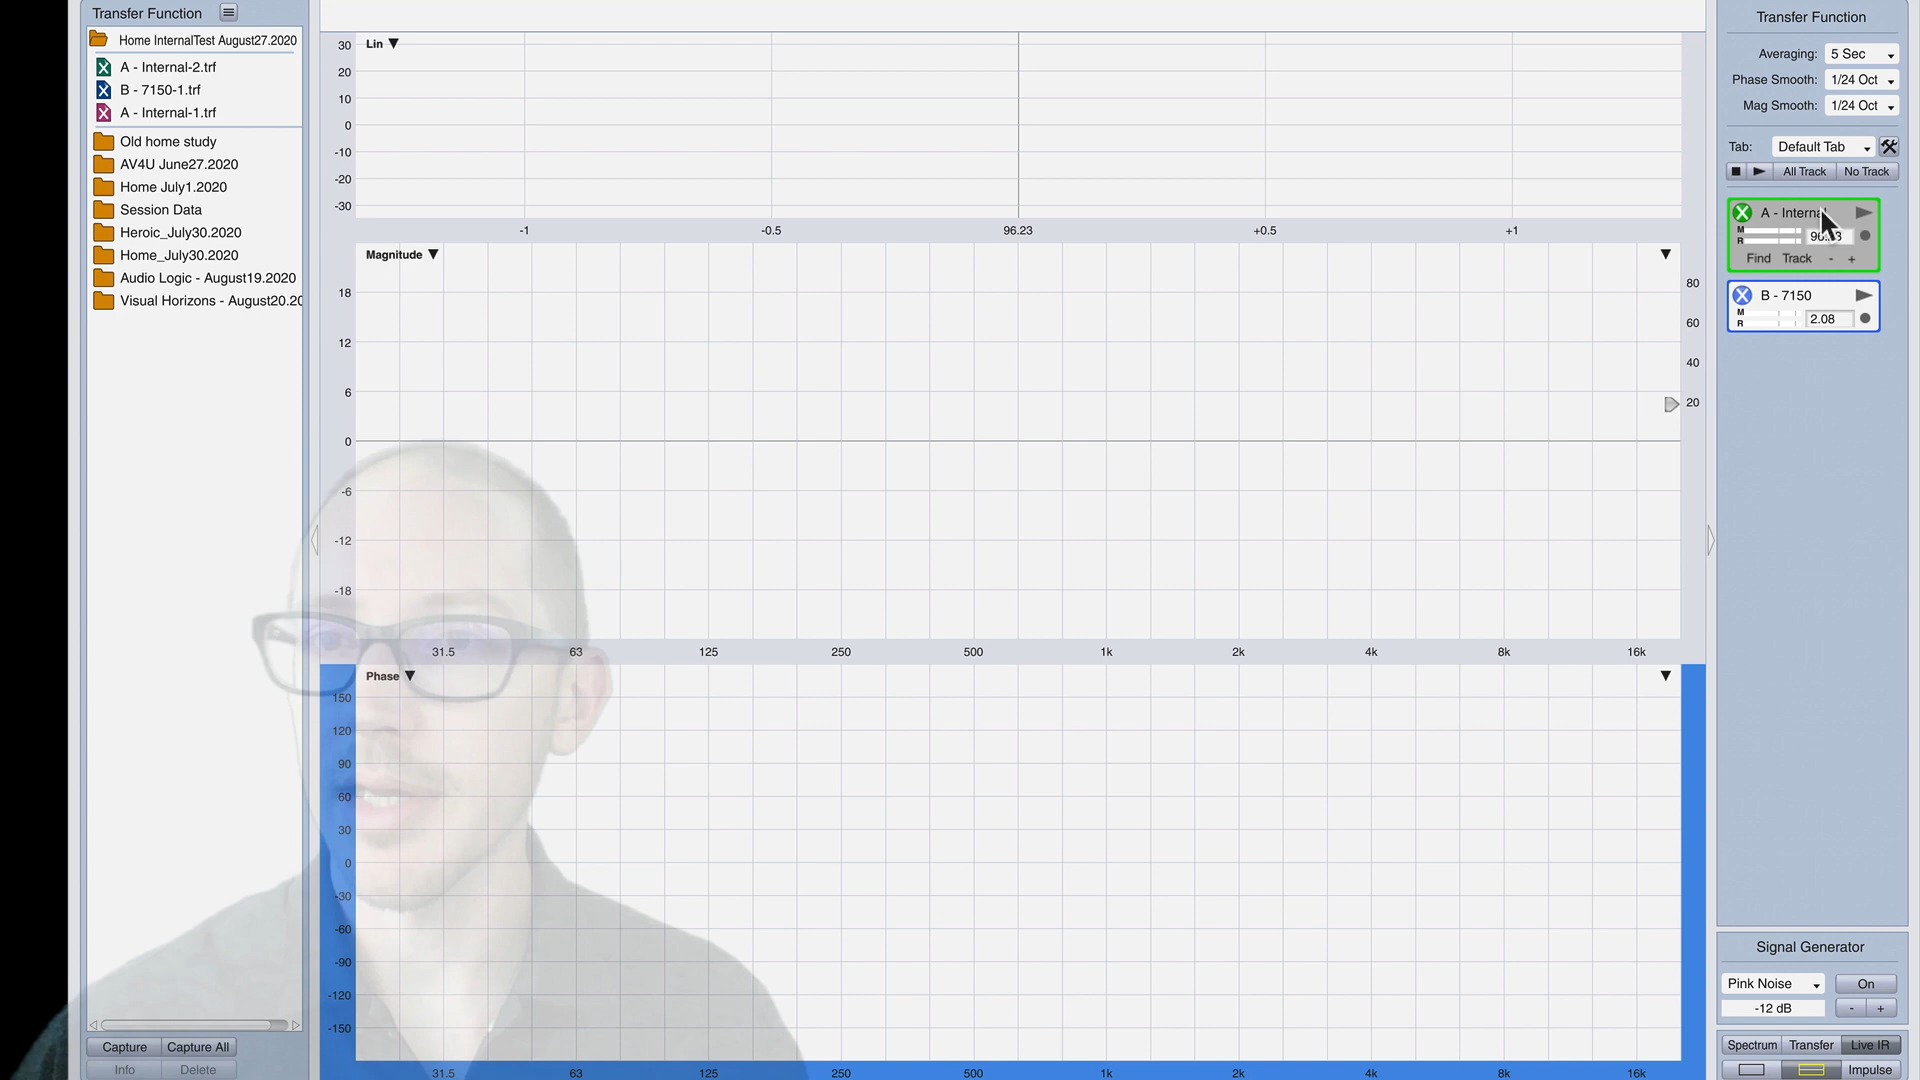 Transfer Function
Home InternalTest August27.2020
A - Internal-2.trf
B - 7150-1.trf
A - Internal-1.trf
Old home study
AV4U June27.2020
Home July1.2020
Session Data
Heroic_July30.2020
Home_July30.2020
Audio Logic - August19.2020
Visual Horizons - August20.20
Capture Capture All
Info Delete
Lin
30
20
10
0
-10
-20
-30
-1 -0.5 96.23 +0.5 +1
Magnitude
18
12
6
0
-6
-12
-18
80
60
40
20
31.5 63 125 250 500 1k 2k 4k 8k 16k
Phase
150
120
90
60
30
0
-30
-60
-90
-120
-150
31.5 63 125 250 500 1k 2k 4k 8k 16k
Transfer Function
Averaging: 5 Sec
Phase Smooth: 1/24 Oct
Mag Smooth: 1/24 Oct
Tab: Default Tab
All Track No Track
A - Internal
M
R
Find Track - +
B - 7150
M
R 2.08
Signal Generator
Pink Noise On
-12 dB - +
Spectrum Transfer Live IR
Impulse